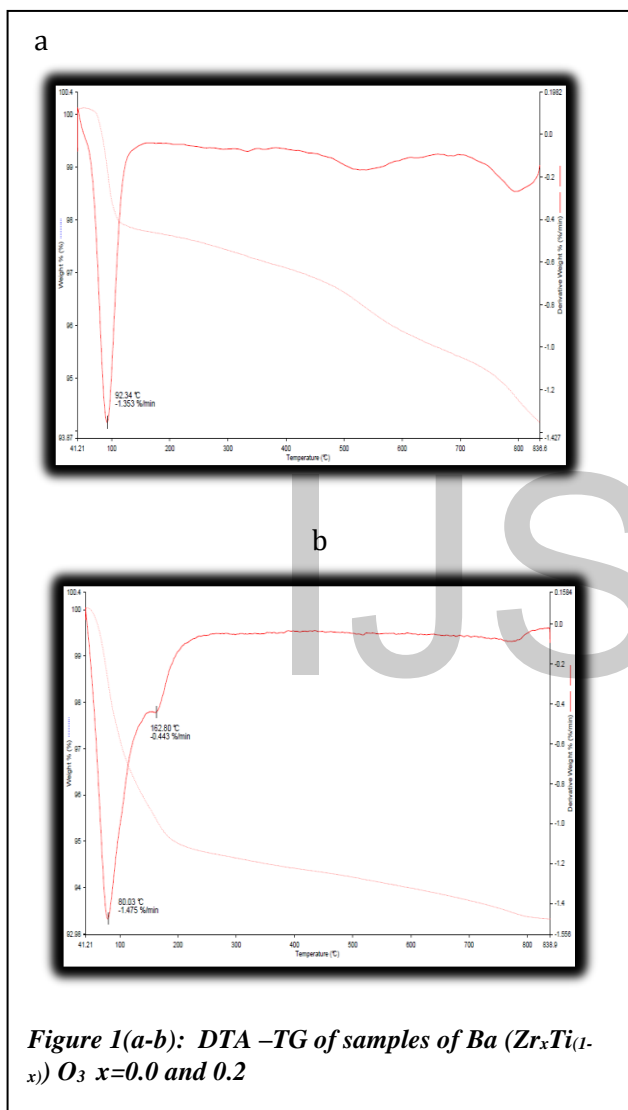 a
100.4
100
99
98
97
96
95
93.87
Weight % (%)
0.1982
0.0
-0.2
-0.4
-0.6
-0.8
-1.0
-1.2
-1.427
Derivative Weight % (%/min)
92.34 °C
-1.353 %/min
41.21 100 200 300 400 500 600 700 800 836.6
Temperature (°C)
IJS
b
100.4
100
99
98
97
96
95
94
93
92.98
Weight % (%)
0.1584
0.0
-0.2
-0.4
-0.6
-0.8
-1.0
-1.2
-1.4
-1.556
Derivative Weight % (%/min)
162.80 °C
-0.443 %/min
80.03 °C
-1.475 %/min
41.21 100 200 300 400 500 600 700 838.9
Temperature (°C)
Figure 1(a-b): DTA –TG of samples of Ba (ZrxTi(1-
x)) O3 x=0.0 and 0.2